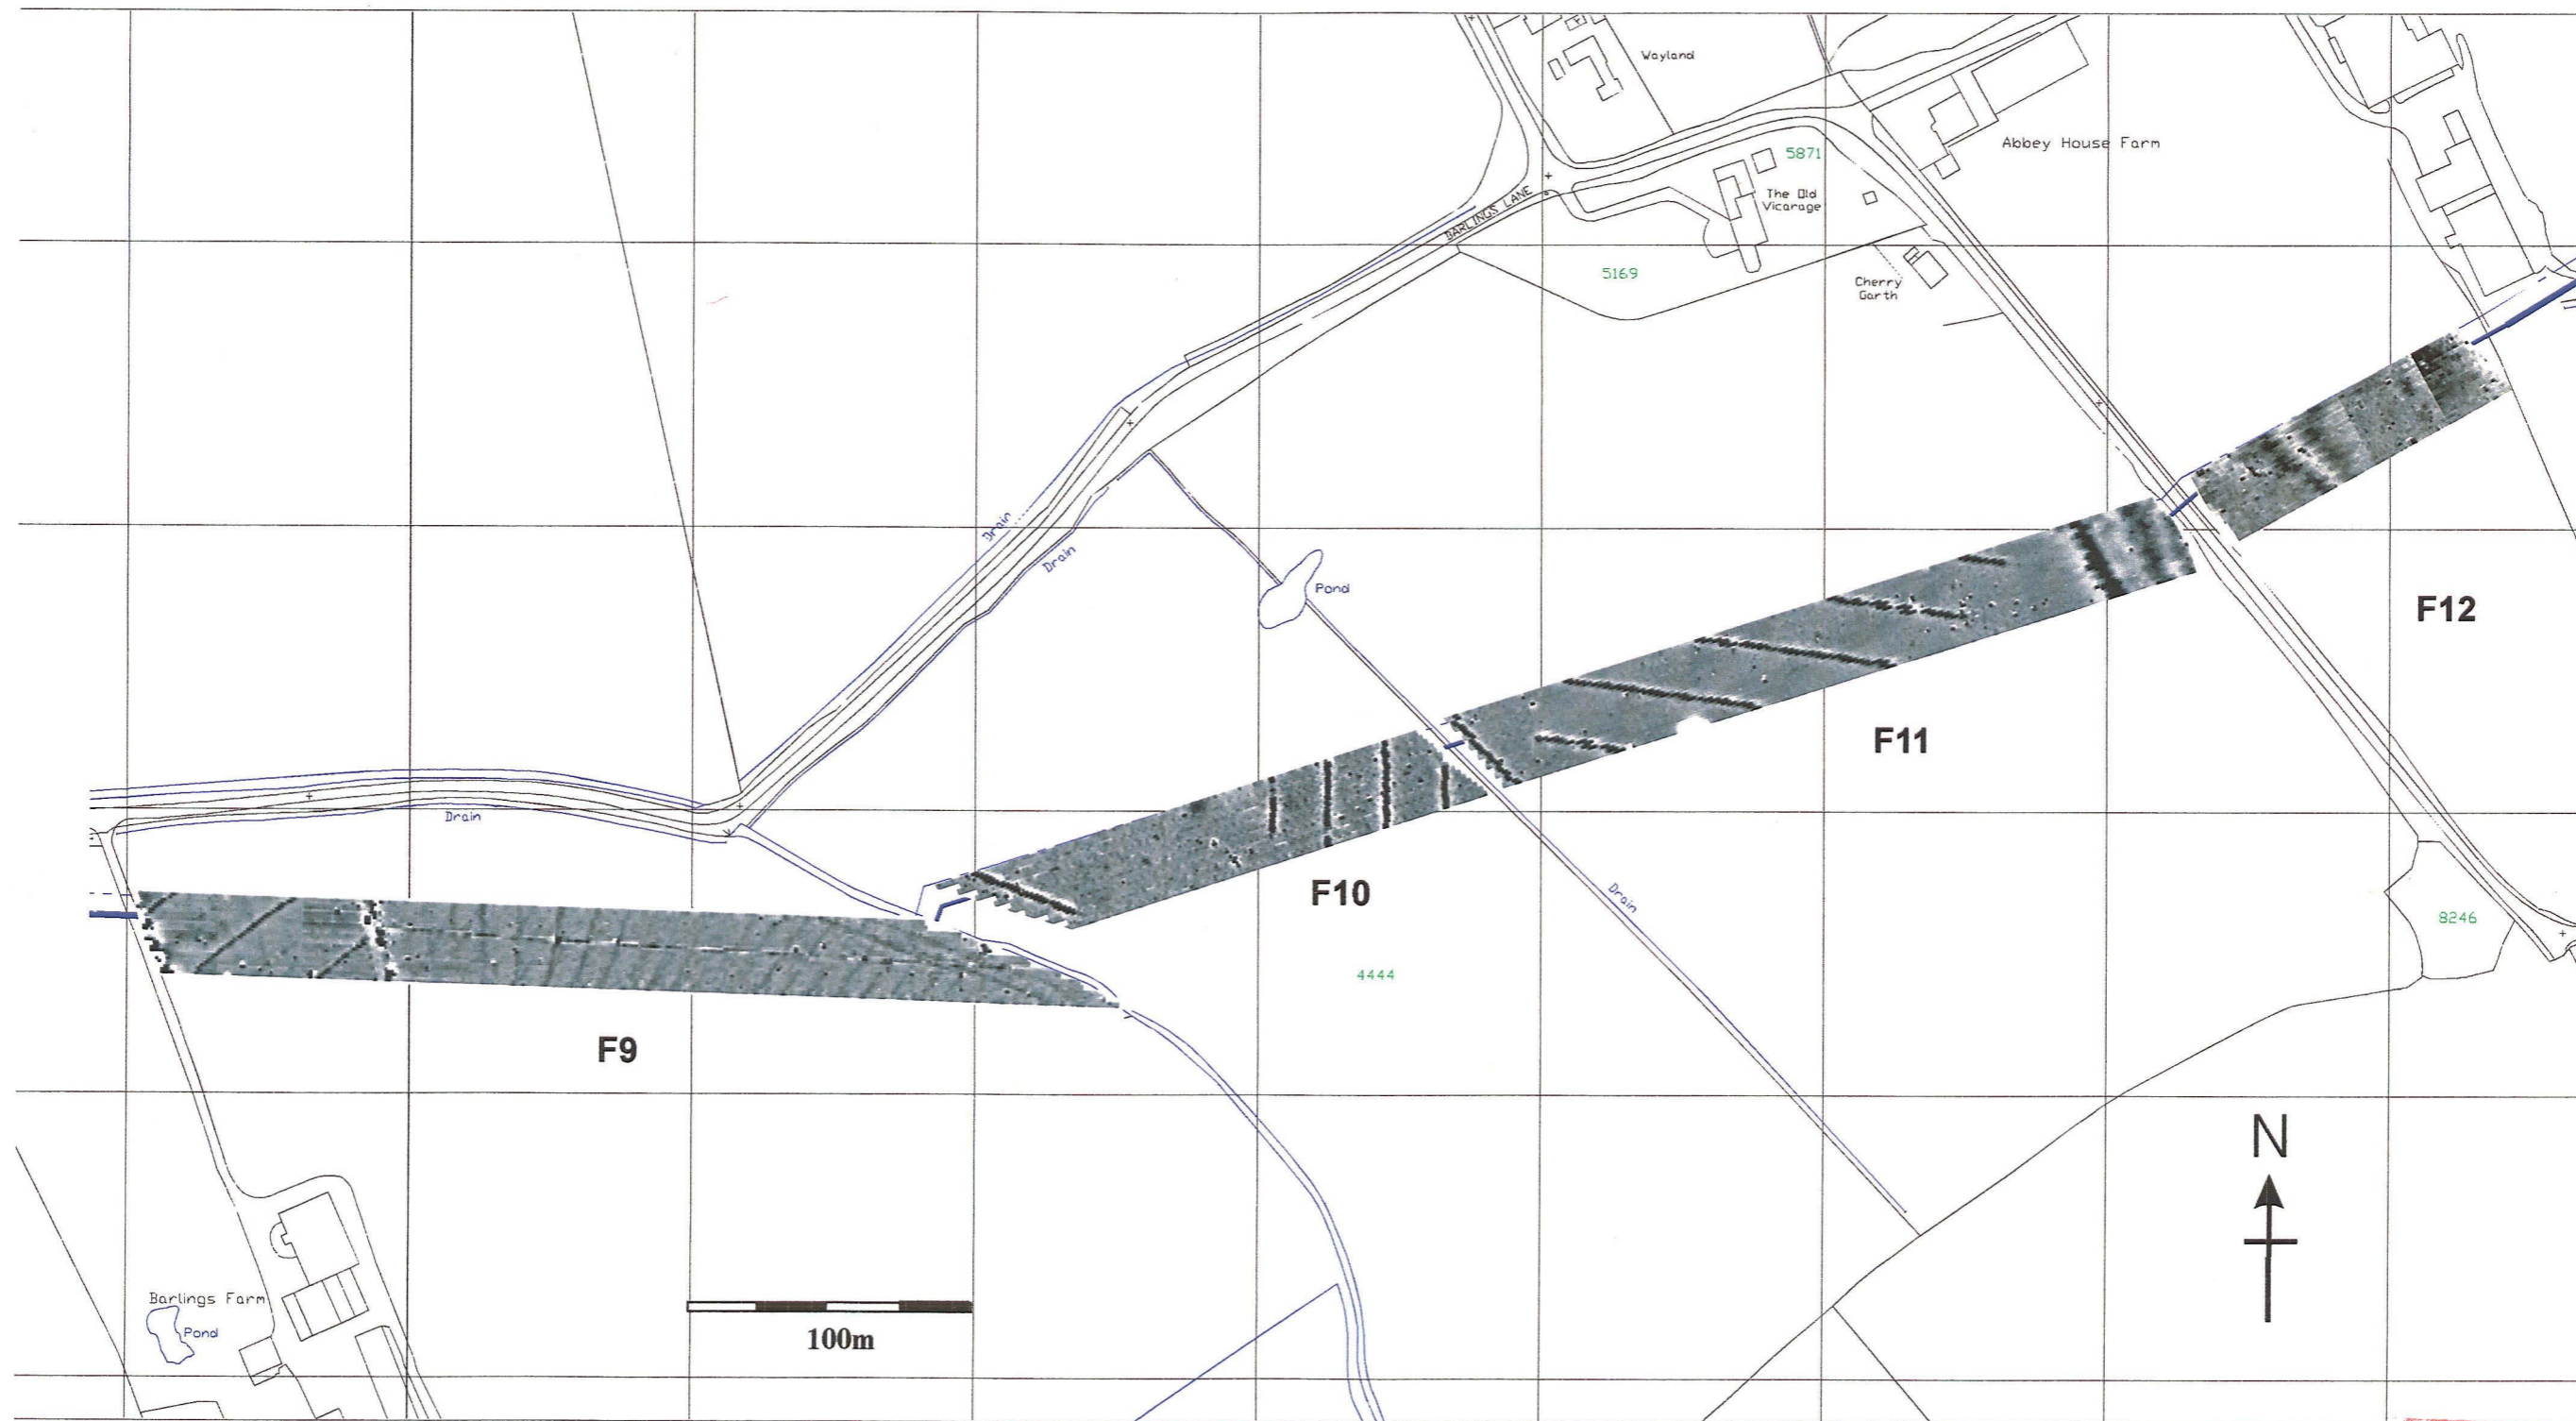 Wayland
Abbey House Farm
5871
The Old
Vicarage
BARLINGS LANE
5169
Cherry
Garth
Drain
Drain
Pond
F12
F11
Drain
F10
Drain
8246
4444
F9
N
Barlings Farm
Pond
100m